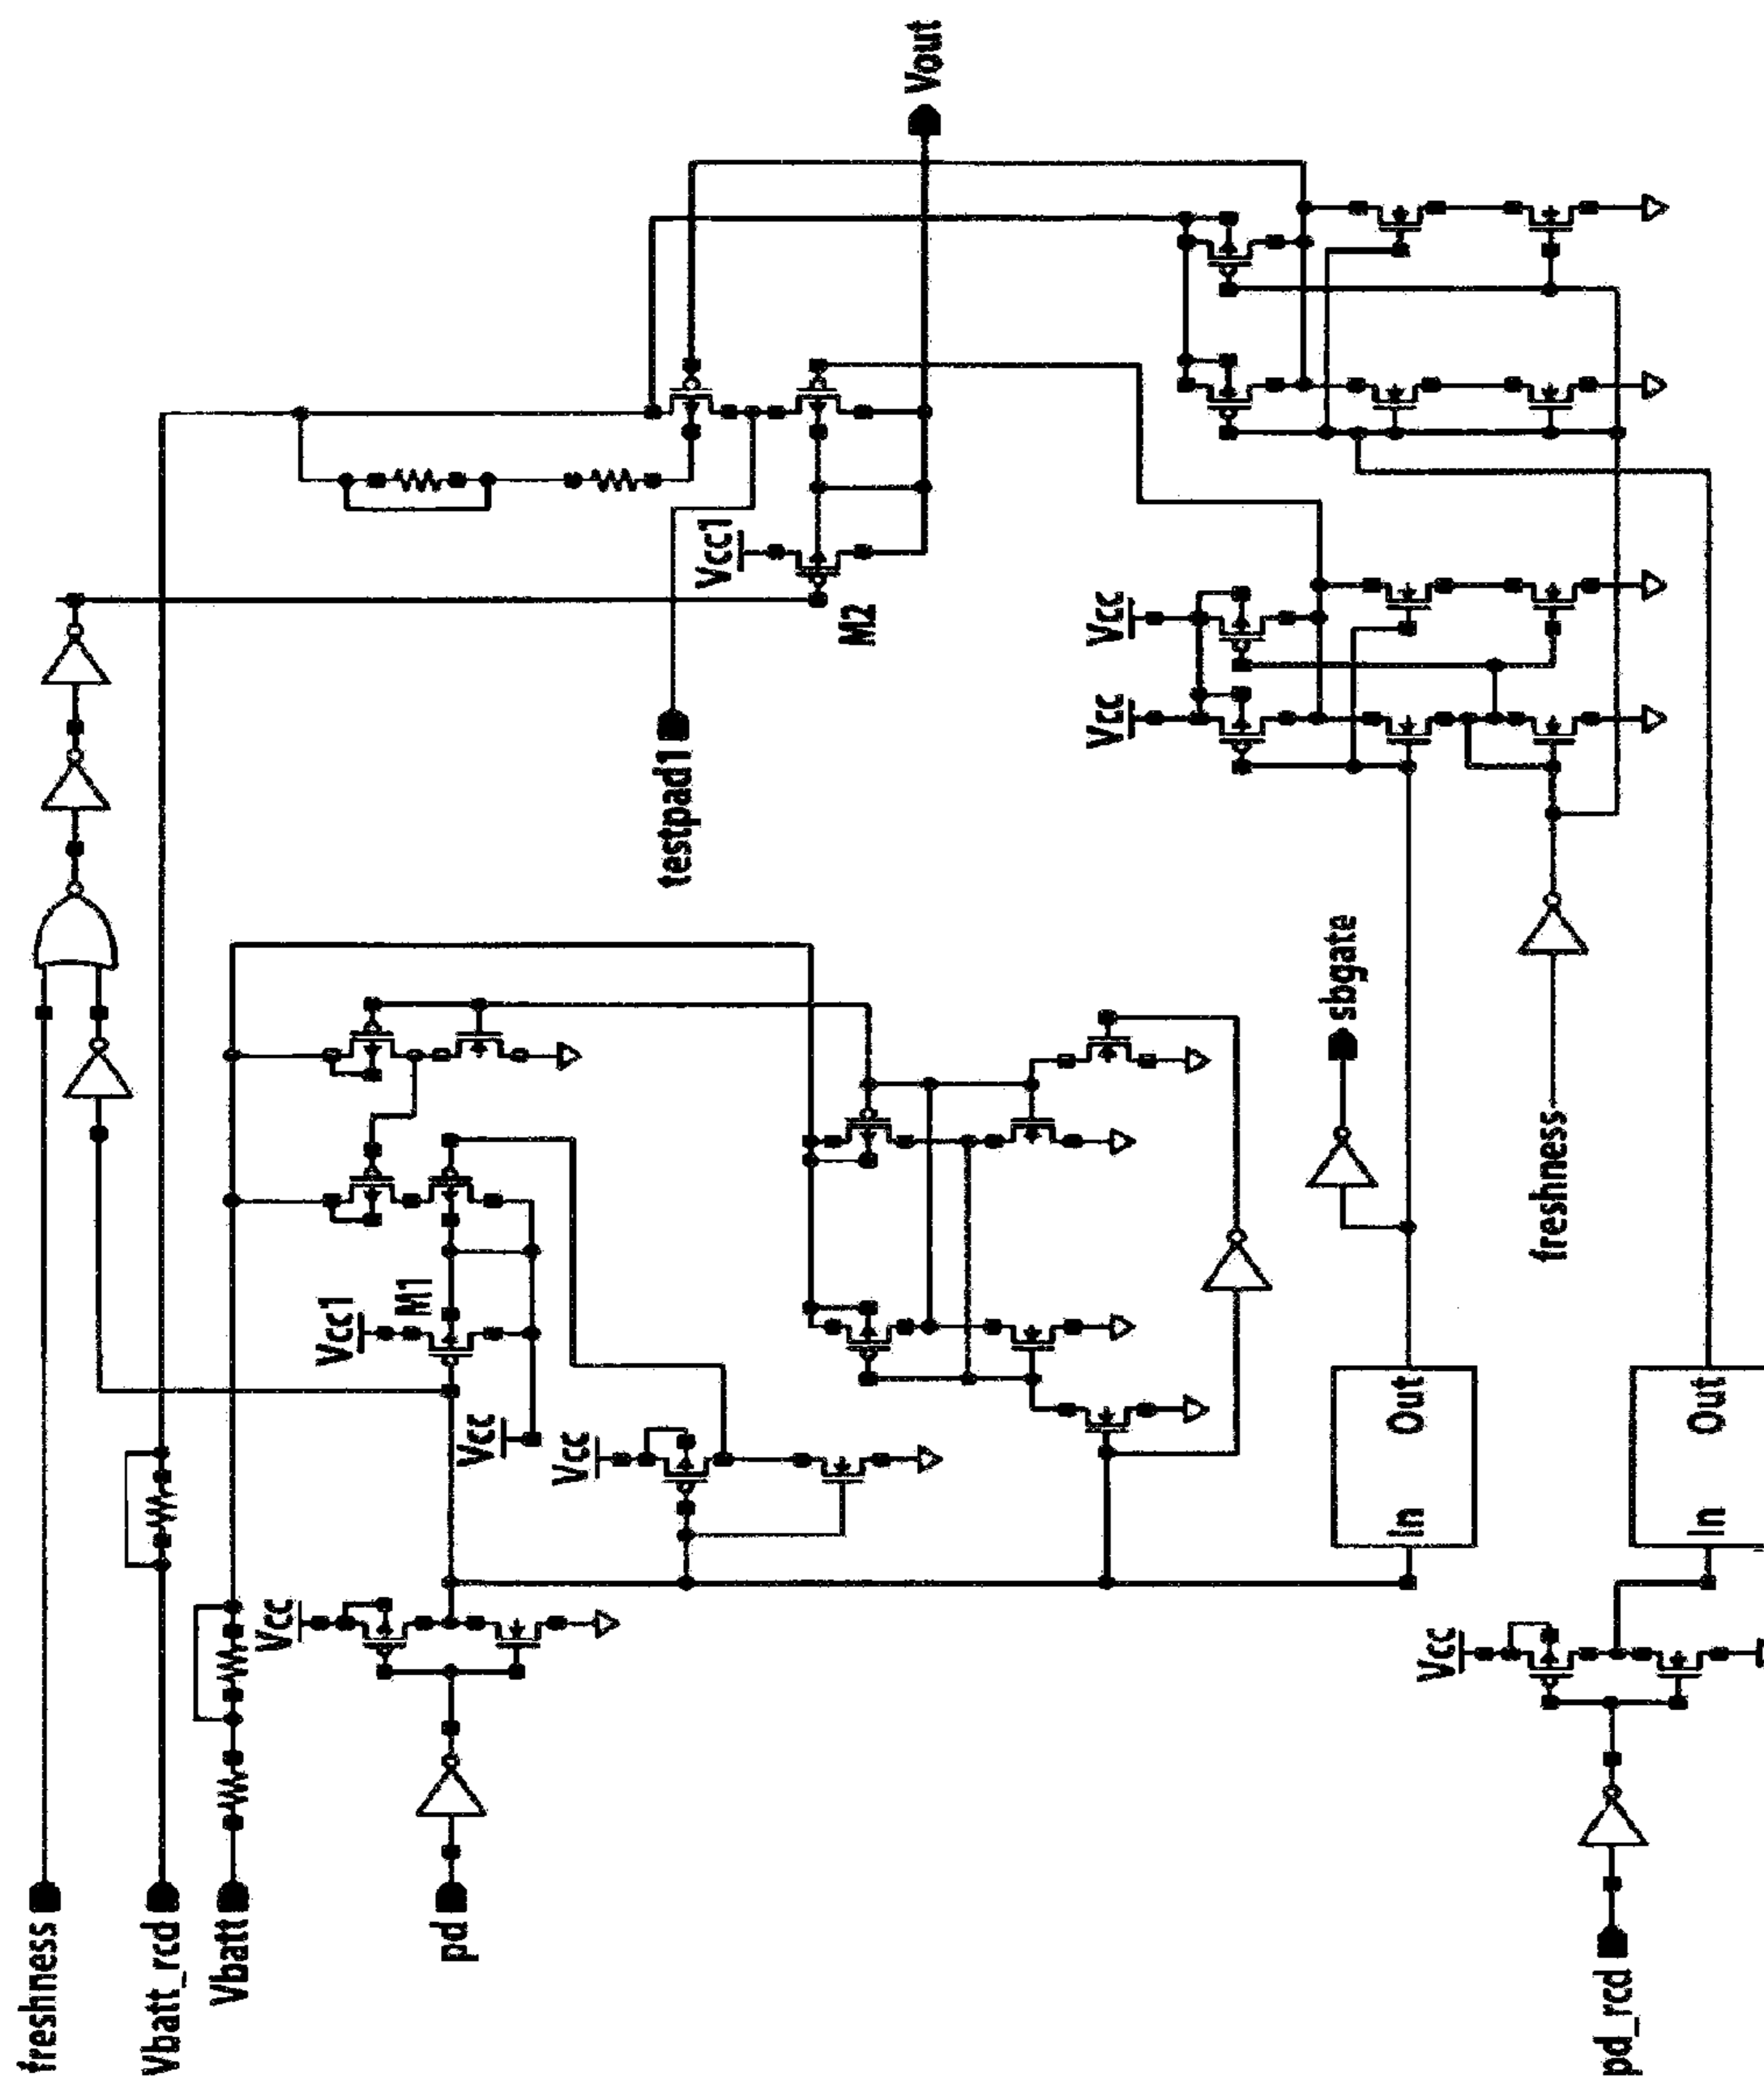 freshness
Vbatt_rcd
Vbatt
pd
pd_rcd
Vcc
Vcc
Vcc
Vcc
Vcc1
M1
In
Out
In
Out
sbgate
freshness
testpad1
Vcc
Vcc
M2
Vcc1
Vout